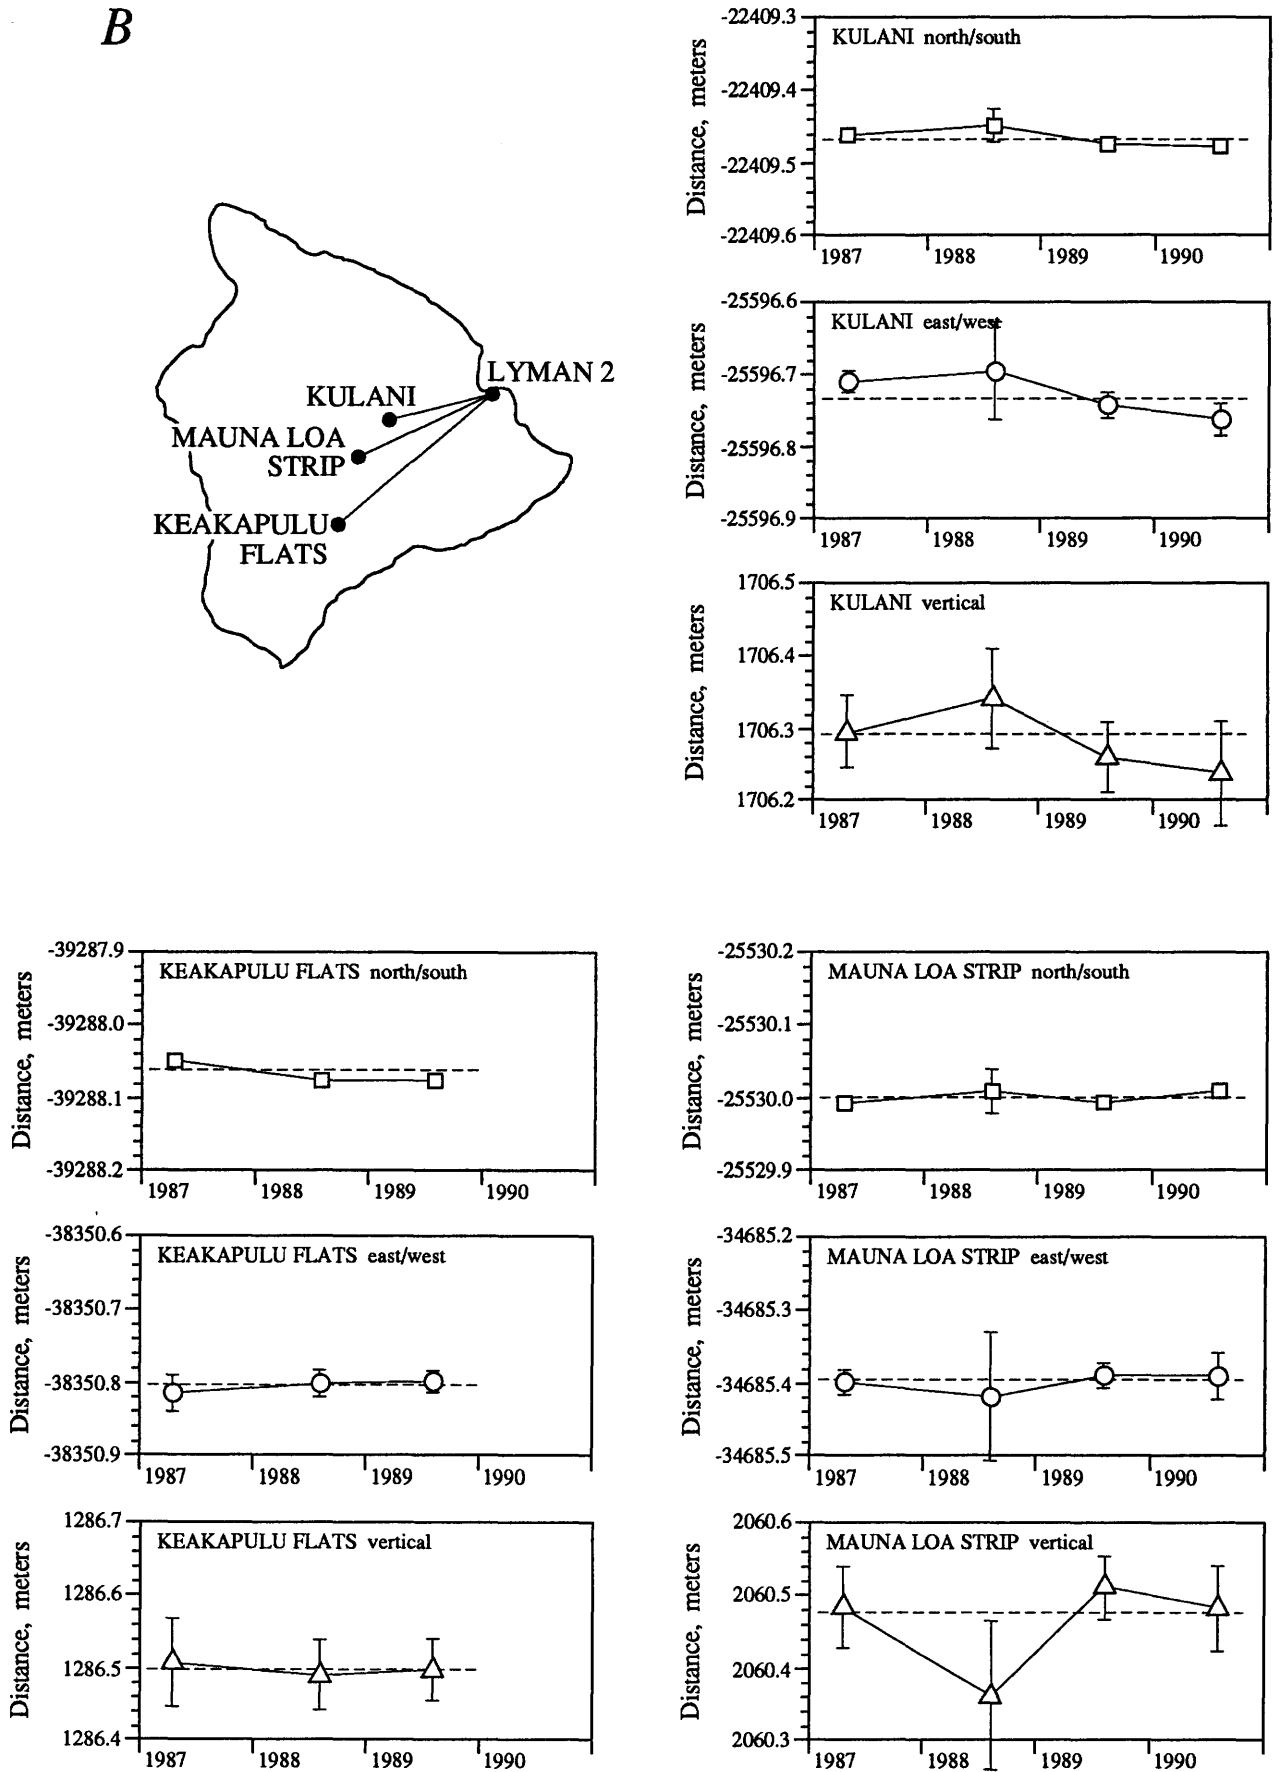 B
LYMAN 2
KULANI
MAUNA LOA
STRIP
KEAKAPULU
FLATS
KULANI north/south
Distance, meters
-22409.3
-22409.4
-22409.5
-22409.6
1987 1988 1989 1990
KULANI east/west
Distance, meters
-25596.6
-25596.7
-25596.8
-25596.9
1987 1988 1989 1990
KULANI vertical
Distance, meters
1706.5
1706.4
1706.3
1706.2
1987 1988 1989 1990
KEAKAPULU FLATS north/south
Distance, meters
-39287.9
-39288.0
-39288.1
-39288.2
1987 1988 1989 1990
KEAKAPULU FLATS east/west
Distance, meters
-38350.6
-38350.7
-38350.8
-38350.9
1987 1988 1989 1990
KEAKAPULU FLATS vertical
Distance, meters
1286.7
1286.6
1286.5
1286.4
1987 1988 1989 1990
MAUNA LOA STRIP north/south
Distance, meters
-25530.2
-25530.1
-25530.0
-25529.9
1987 1988 1989 1990
MAUNA LOA STRIP east/west
Distance, meters
-34685.2
-34685.3
-34685.4
-34685.5
1987 1988 1989 1990
MAUNA LOA STRIP vertical
Distance, meters
2060.6
2060.5
2060.4
2060.3
1987 1988 1989 1990